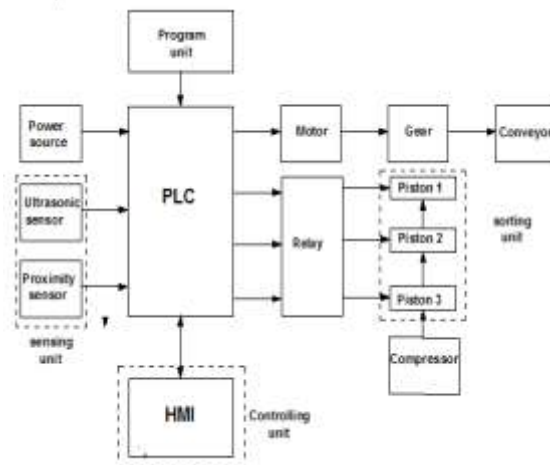 Program
unit
Power
source
Motor
Gear
Conveyor
PLC
Ultrasonic
sensor
Relay
Piston 1
Piston 2
Piston 3
sorting
unit
Proximity
sensor
sensing
unit
Compressor
HMI
Controlling
unit